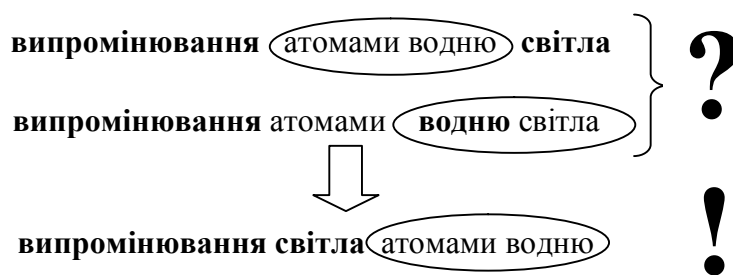 випромінювання атомами водню світла
?
випромінювання атомами водню світла
!
випромінювання світла атомами водню